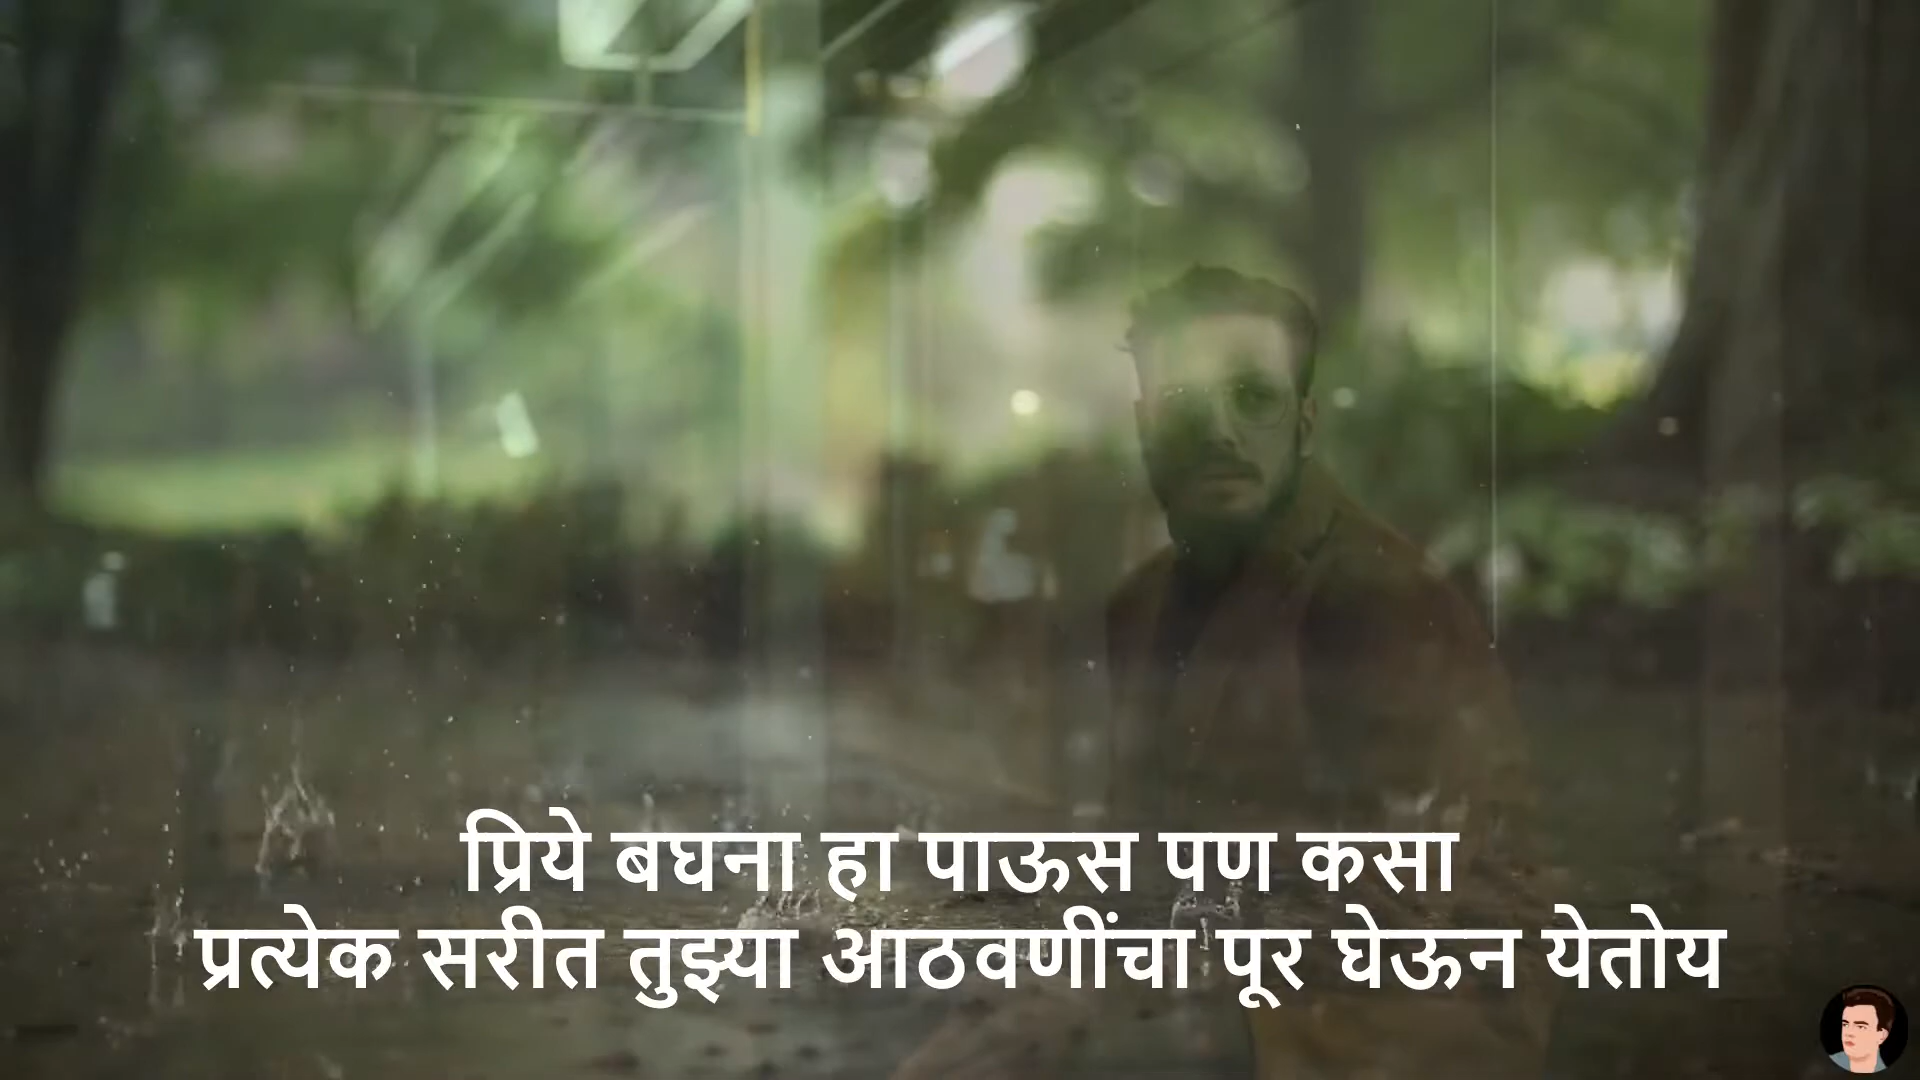 प्रिये बघना हा पाऊस पण कसा
प्रत्येक सरीत तुझ्या आठवणींचा पूर घेऊन येतोय